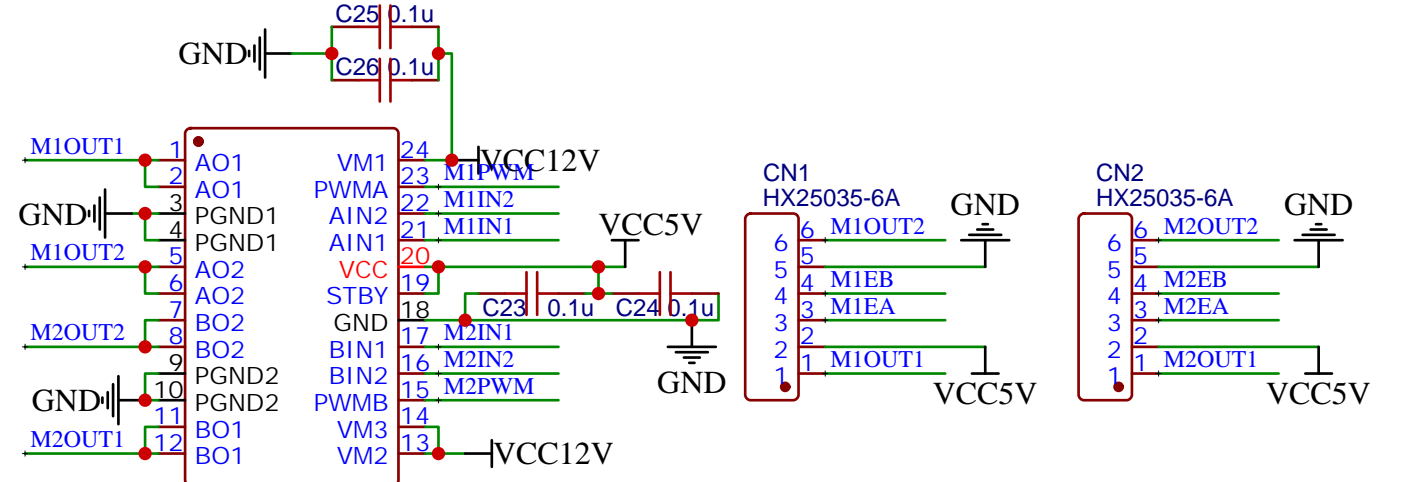 C25 0.1u
GND
C26 0.1u
M1OUT1 1 AO1 VM1 24 VCC12V
2 AO1 PWMA 23 M1PWM
GND 3 PGND1 AIN2 22 M1IN2
4 PGND1 AIN1 21 M1IN1
VCC5V
M1OUT2 5 AO2 VCC 20
6 AO2 STBY 19
C23 0.1u C24 0.1u
7 BO2 GND 18
M2OUT2 8 BO2 BIN1 17 M2IN1
9 PGND2 BIN2 16 M2IN2
GND
GND 10 PGND2 PWMB 15 M2PWM
11 BO1 VM3 14
M2OUT1 12 BO1 VM2 13 VCC12V
CN1
HX25035-6A
GND
6 6 M1OUT2
5 5
4 4 M1EB
3 3 M1EA
2 2
1 1 M1OUT1
VCC5V
CN2
HX25035-6A
GND
6 6 M2OUT2
5 5
4 4 M2EB
3 3 M2EA
2 2
1 1 M2OUT1
VCC5V